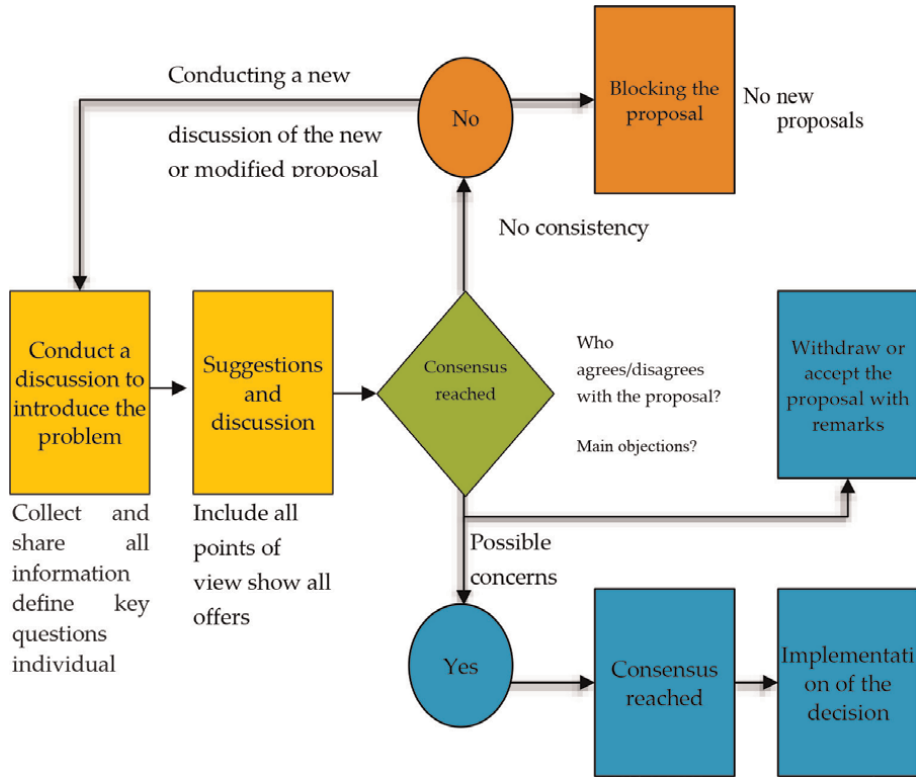 Conducting a new
discussion of the new
or modified proposal
No
Blocking the
proposal
No new
proposals
No consistency
Conduct a
discussion to
introduce the
problem
Suggestions
and
discussion
Consensus
reached
Who
agrees/disagrees
with the proposal?
Main objections?
Withdraw or
accept the
proposal with
remarks
Collect and
share all
information
define key
questions
individual
Include all
points of
view show all
offers
Possible
concerns
Yes
Consensus
reached
Implementati
on of the
decision